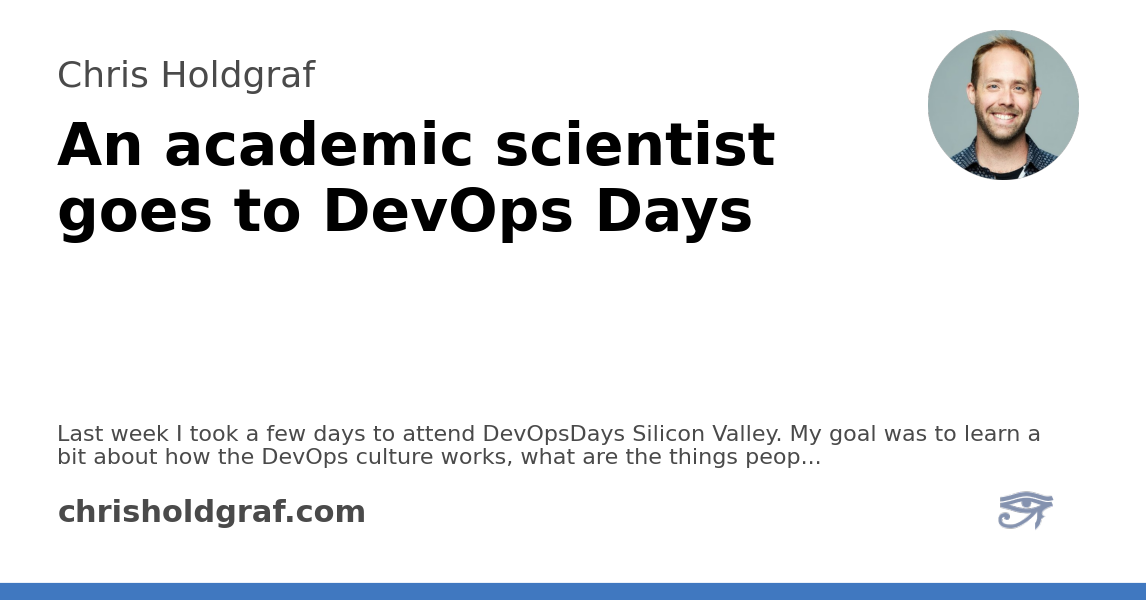 Chris Holdgraf
An academic scientist
goes to DevOps Days
Last week I took a few days to attend DevOpsDays Silicon Valley. My goal was to learn a
bit about how the DevOps culture works, what are the things peop...
chrisholdgraf.com